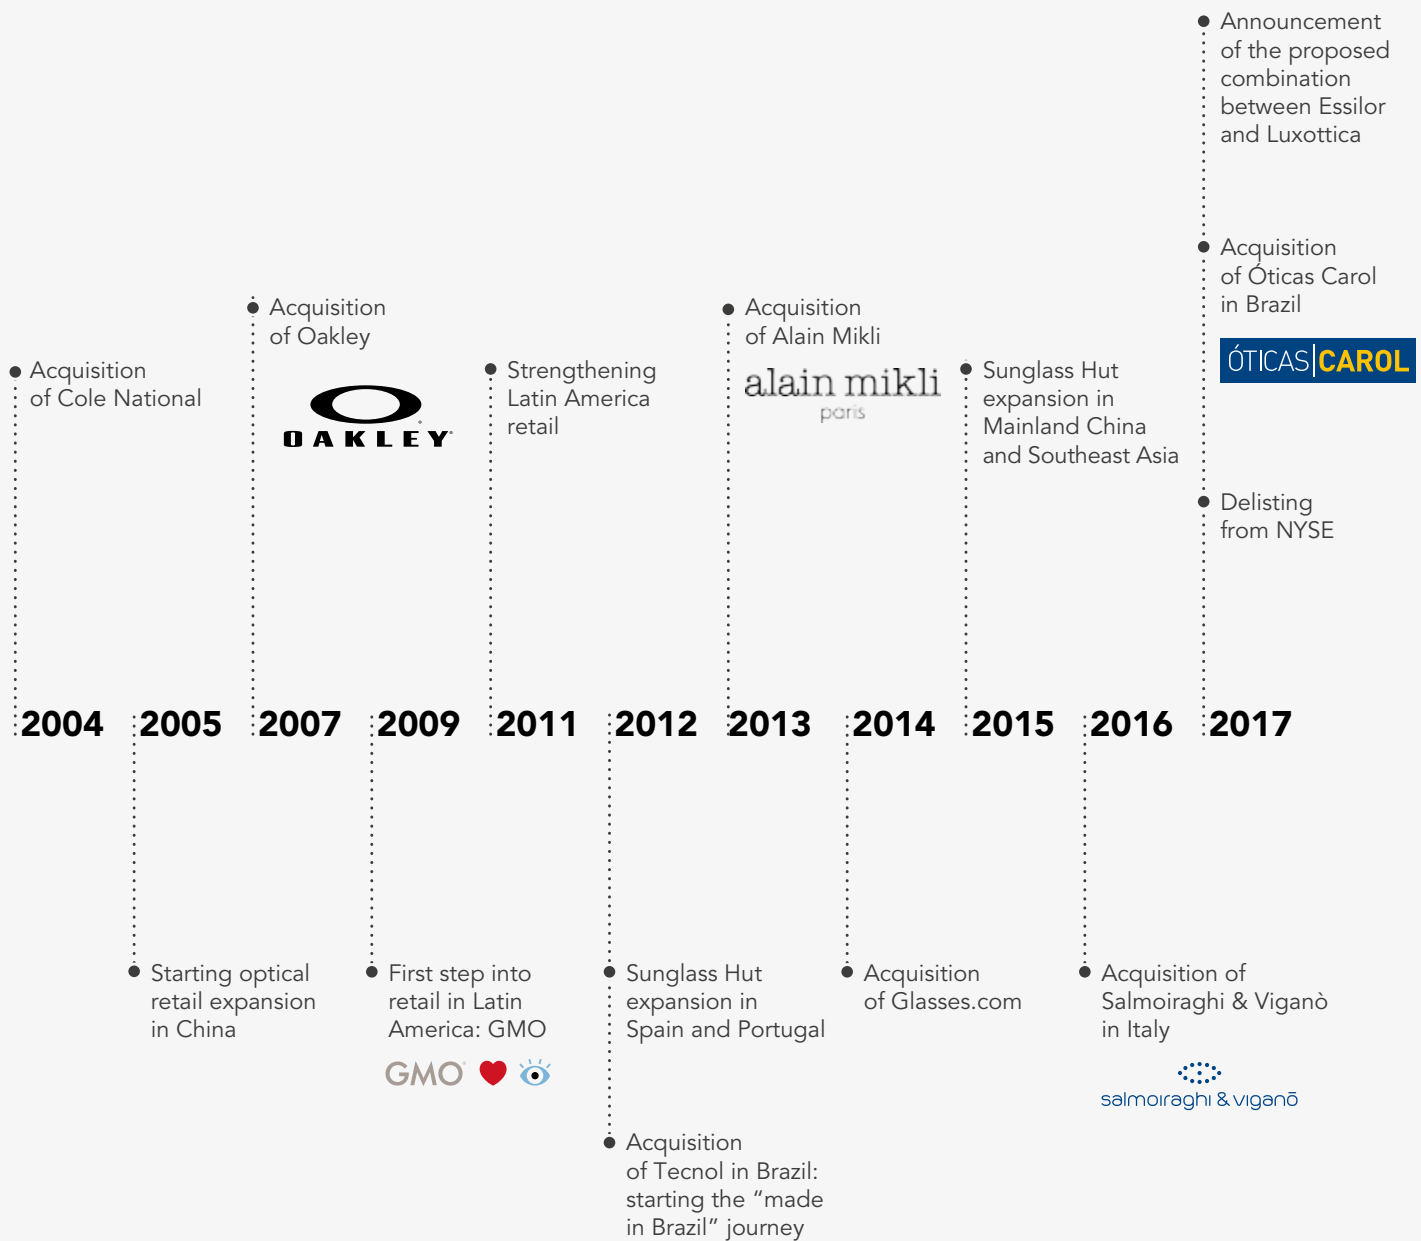 Announcement
of the proposed
combination
between Essilor
and Luxottica
Acquisition
of Óticas Carol
in Brazil
ÓTICAS CAROL
Delisting
from NYSE
Acquisition
of Cole National
Acquisition
of Oakley
OAKLEY
Strengthening
Latin America
retail
Acquisition
of Alain Mikli
alain mikli
paris
Sunglass Hut
expansion in
Mainland China
and Southeast Asia
2004 2005 2007 2009 2011 2012 2013 2014 2015 2016 2017
Starting optical
retail expansion
in China
First step into
retail in Latin
America: GMO
GMO
Sunglass Hut
expansion in
Spain and Portugal
Acquisition
of Tecnol in Brazil:
starting the “made
in Brazil” journey
Acquisition
of Glasses.com
Acquisition of
Salmoiraghi & Viganò
in Italy
salmoiraghi & viganō